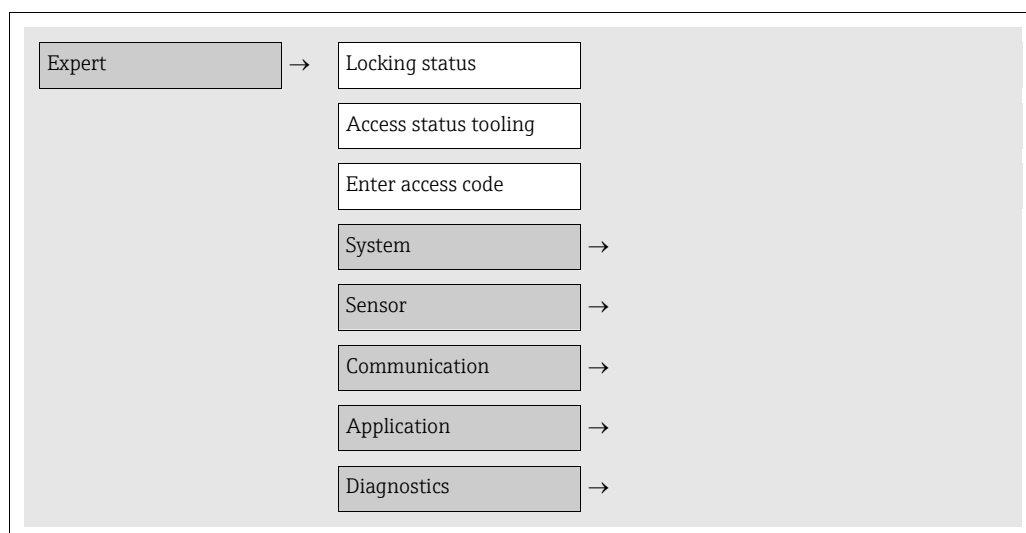 Expert → Locking status
Access status tooling
Enter access code
System →
Sensor →
Communication →
Application →
Diagnostics →